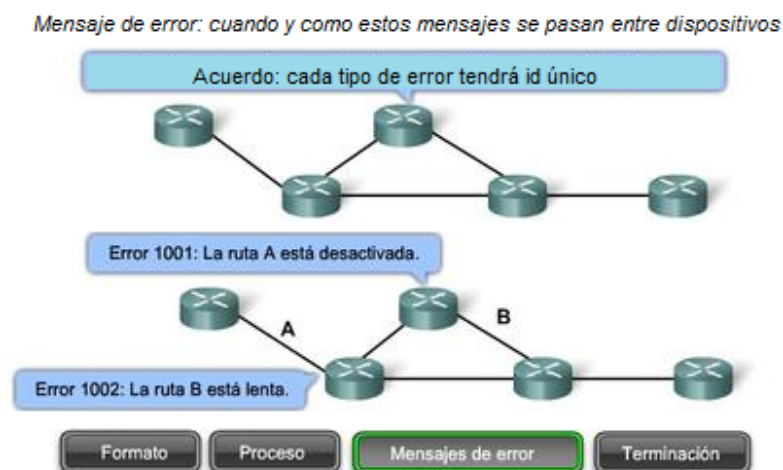 Mensaje de error: cuando y como estos mensajes se pasan entre dispositivos
Acuerdo: cada tipo de error tendrá id único
Error 1001: La ruta A está desactivada.
A
B
Error 1002: La ruta B está lenta.
Formato
Proceso
Mensajes de error
Terminación